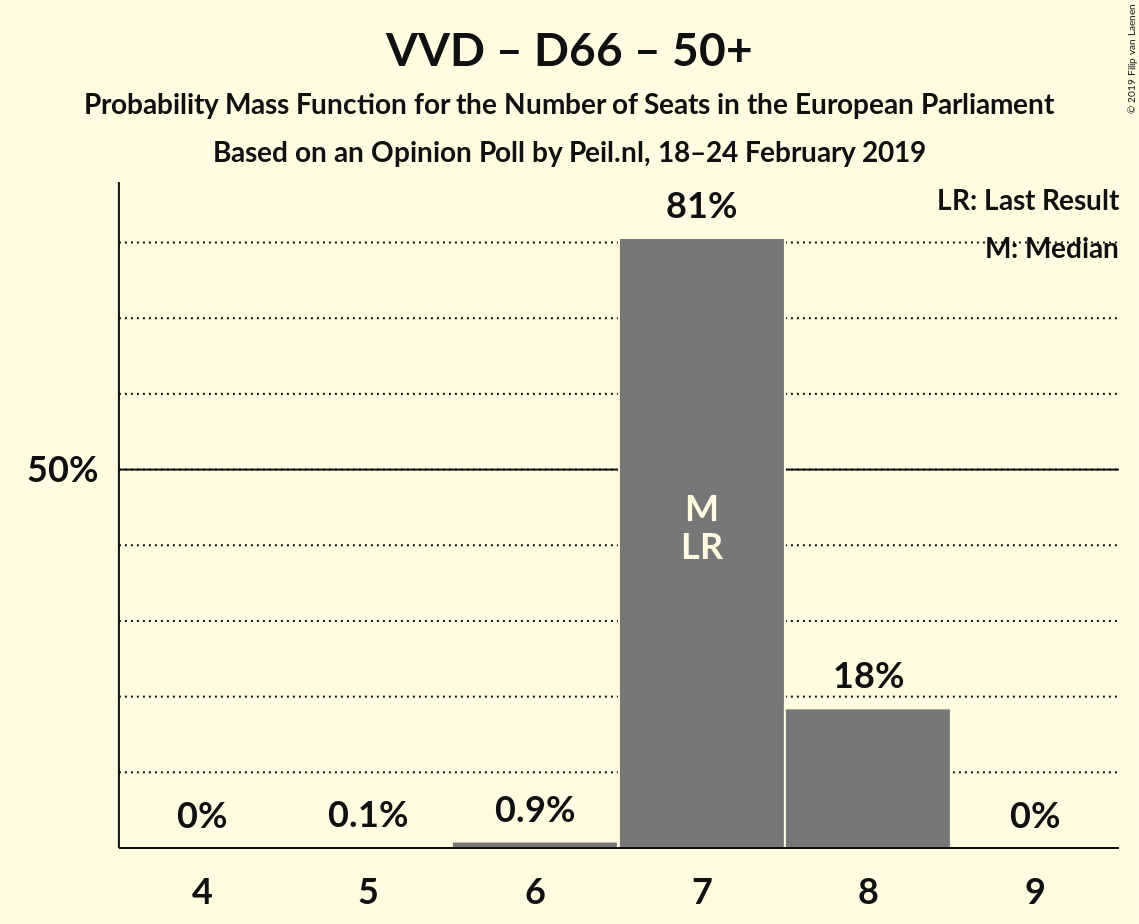 VVD – D66 – 50+
Probability Mass Function for the Number of Seats in the European Parliament
Based on an Opinion Poll by Peil.nl, 18–24 February 2019
© 2019 Filip van Laenen
LR: Last Result
M: Median
81%
50%
M
LR
18%
0%
0.1%
0.9%
0%
4
5
6
7
8
9